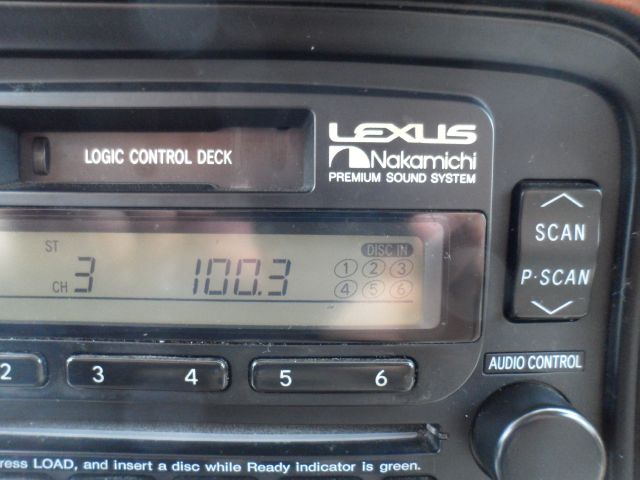 LEXUS
LOGIC CONTROL DECK
Nakamichi
PREMIUM SOUND SYSTEM
SCAN
P·SCAN
ST
DISC IN
CH 3 100.3
1 2 3
4 5 6
AUDIO CONTROL
2 3 4 5 6
ress LOAD, and insert a disc while Ready indicator is green.